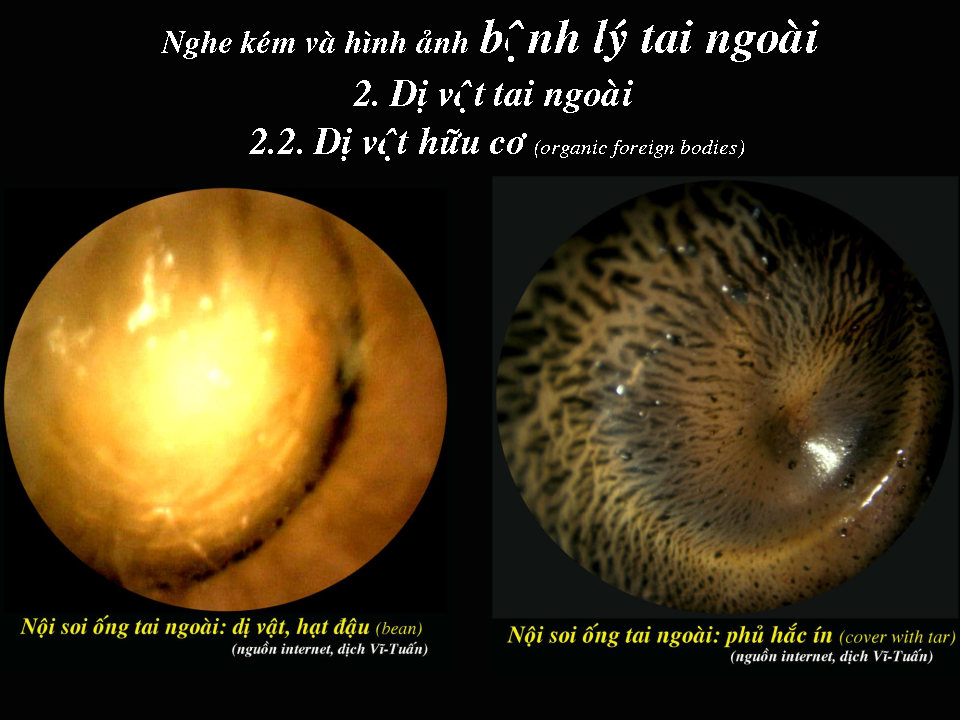 Nghe kém và hình ảnh bệnh lý tai ngoài
2. Dị vật tai ngoài
2.2. Dị vật hữu cơ (organic foreign bodies)
Nội soi ống tai ngoài: dị vật, hạt đậu (bean)
(nguồn internet, dịch Vĩ-Tuấn)
Nội soi ống tai ngoài: phủ hắc ín (cover with tar)
(nguồn internet, dịch Vĩ-Tuấn)